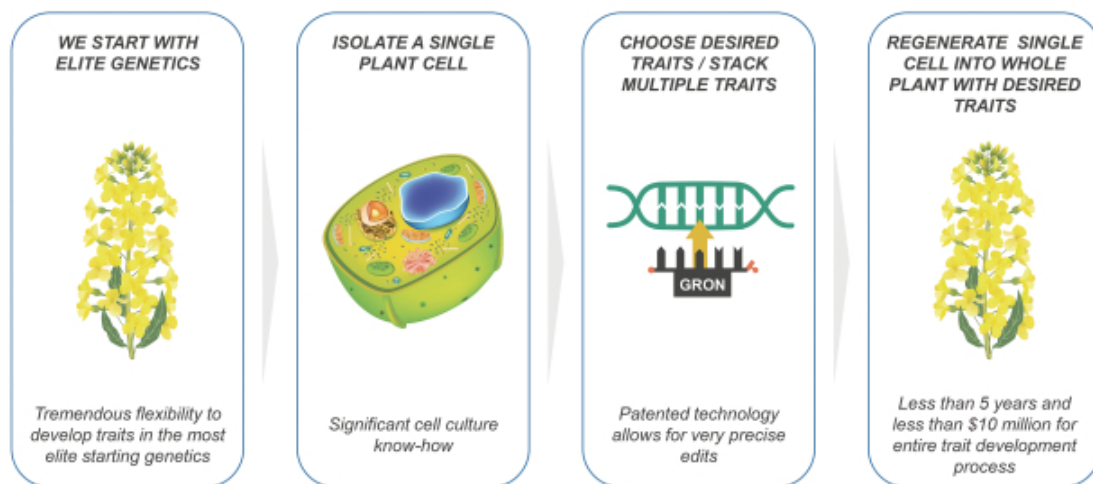 WE START WITH
ELITE GENETICS
Tremendous flexibility to
develop traits in the most
elite starting genetics
ISOLATE A SINGLE
PLANT CELL
Significant cell culture
know-how
CHOOSE DESIRED
TRAITS / STACK
MULTIPLE TRAITS
GRON
Patented technology
allows for very precise
edits
REGENERATE SINGLE
CELL INTO WHOLE
PLANT WITH DESIRED
TRAITS
Less than 5 years and
less than $10 million for
entire trait development
process